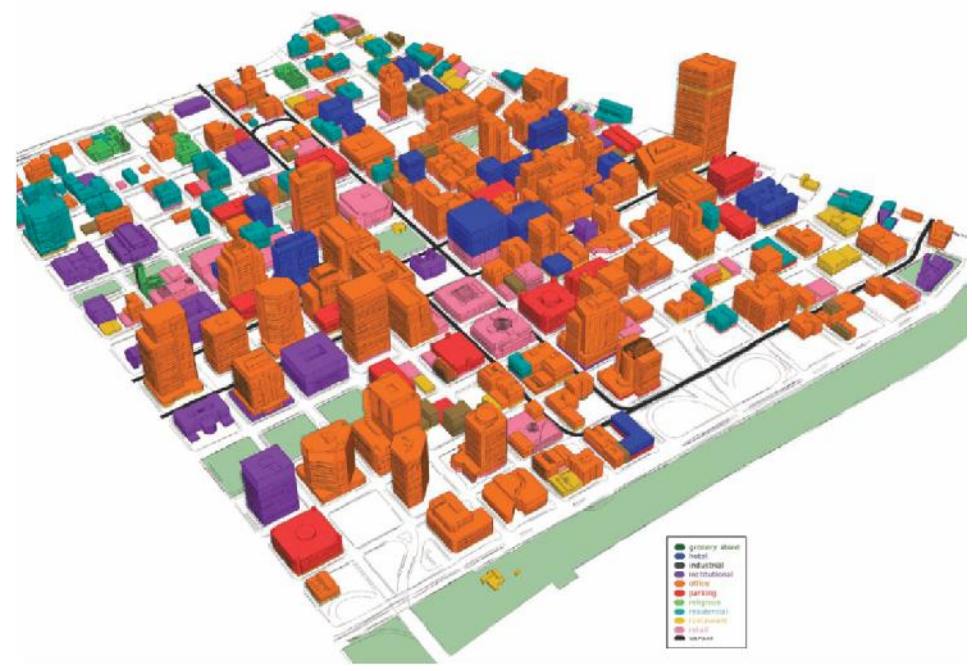 grocery store
hotel
industrial
institutional
office
parking
religious
residential
restaurant
retail
vacant